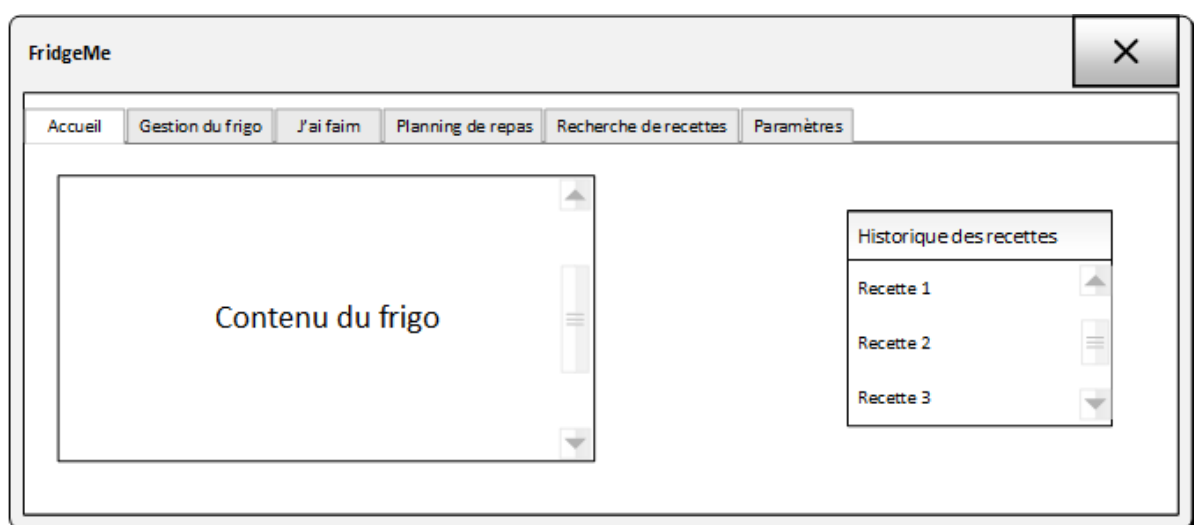 FridgeMe
Accueil
Gestion du frigo
J'ai faim
Planning de repas
Recherche de recettes
Paramètres
Contenu du frigo
Historique des recettes
Recette 1
Recette 2
Recette 3